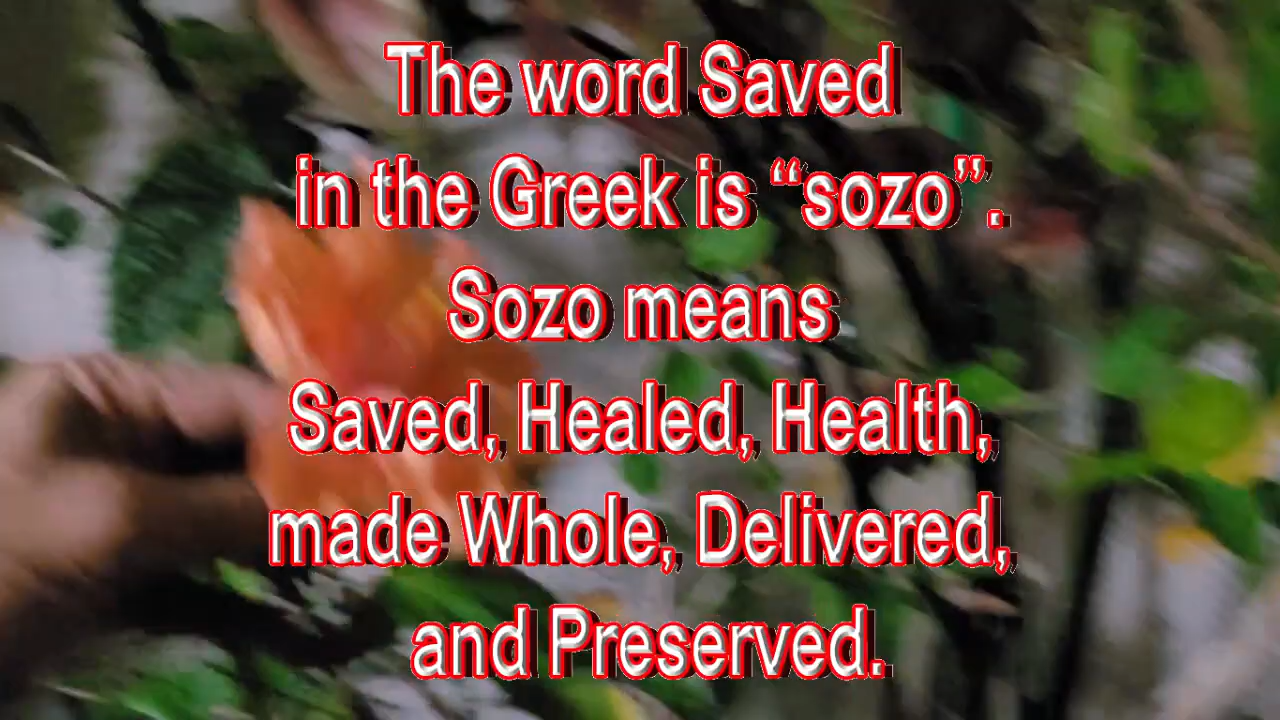 The word Saved
in the Greek is “sozo”.
Sozo means
Saved, Healed, Health,
made Whole, Delivered,
and Preserved.